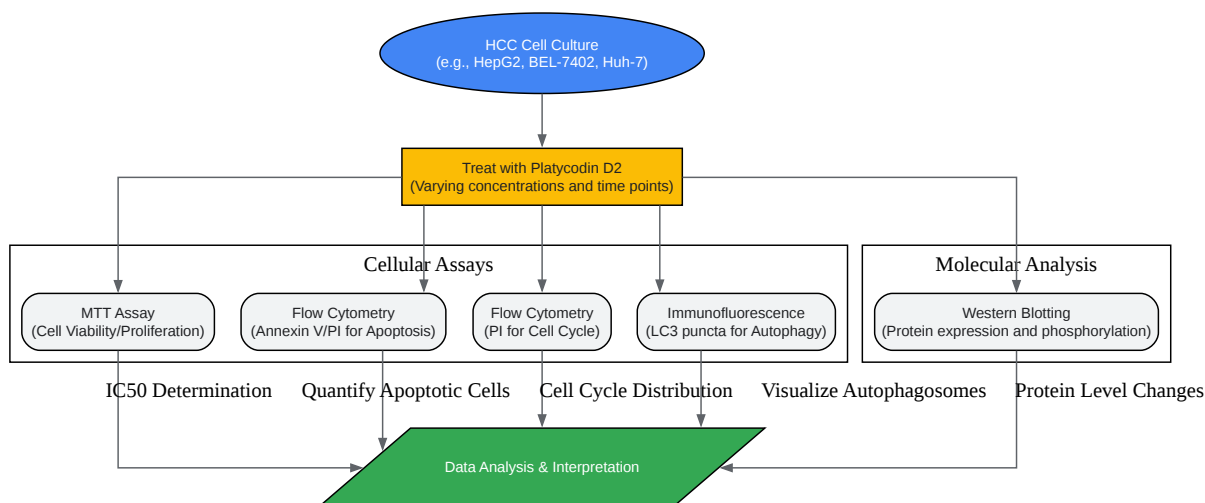 HCC Cell Culture
(e.g., HepG2, BEL-7402, Huh-7)
Treat with Platycodin D2
(Varying concentrations and time points)
Cellular Assays
Molecular Analysis
MTT Assay
(Cell Viability/Proliferation)
Flow Cytometry
(Annexin V/PI for Apoptosis)
Flow Cytometry
(PI for Cell Cycle)
Immunofluorescence
(LC3 puncta for Autophagy)
Western Blotting
(Protein expression and phosphorylation)
IC50 Determination
Quantify Apoptotic Cells
Cell Cycle Distribution
Visualize Autophagosomes
Protein Level Changes
Data Analysis & Interpretation